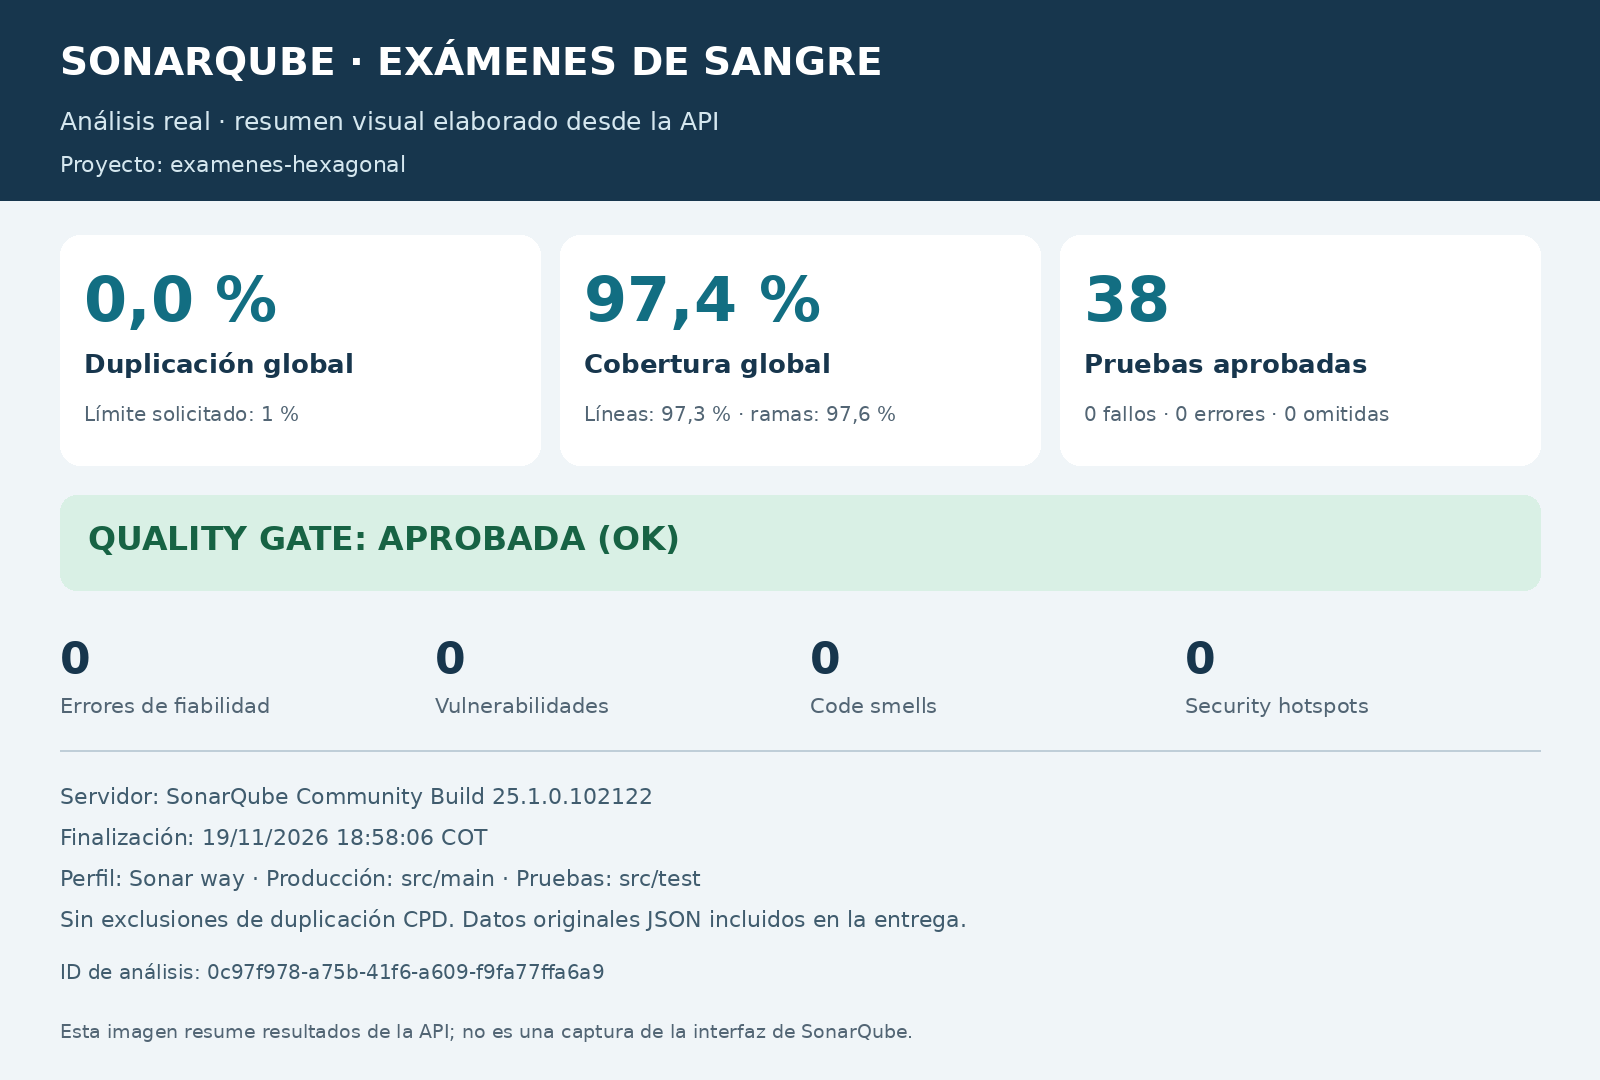 SONARQUBE · EXÁMENES DE SANGRE
Análisis real · resumen visual elaborado desde la API
Proyecto: examenes-hexagonal
0,0 %
Duplicación global
Límite solicitado: 1 %
97,4 %
Cobertura global
Líneas: 97,3 % · ramas: 97,6 %
38
Pruebas aprobadas
0 fallos · 0 errores · 0 omitidas
QUALITY GATE: APROBADA (OK)
0
Errores de fiabilidad
0
Vulnerabilidades
0
Code smells
0
Security hotspots
Servidor: SonarQube Community Build 25.1.0.102122
Finalización: 19/11/2026 18:58:06 COT
Perfil: Sonar way · Producción: src/main · Pruebas: src/test
Sin exclusiones de duplicación CPD. Datos originales JSON incluidos en la entrega.
ID de análisis: 0c97f978-a75b-41f6-a609-f9fa77ffa6a9
Esta imagen resume resultados de la API; no es una captura de la interfaz de SonarQube.